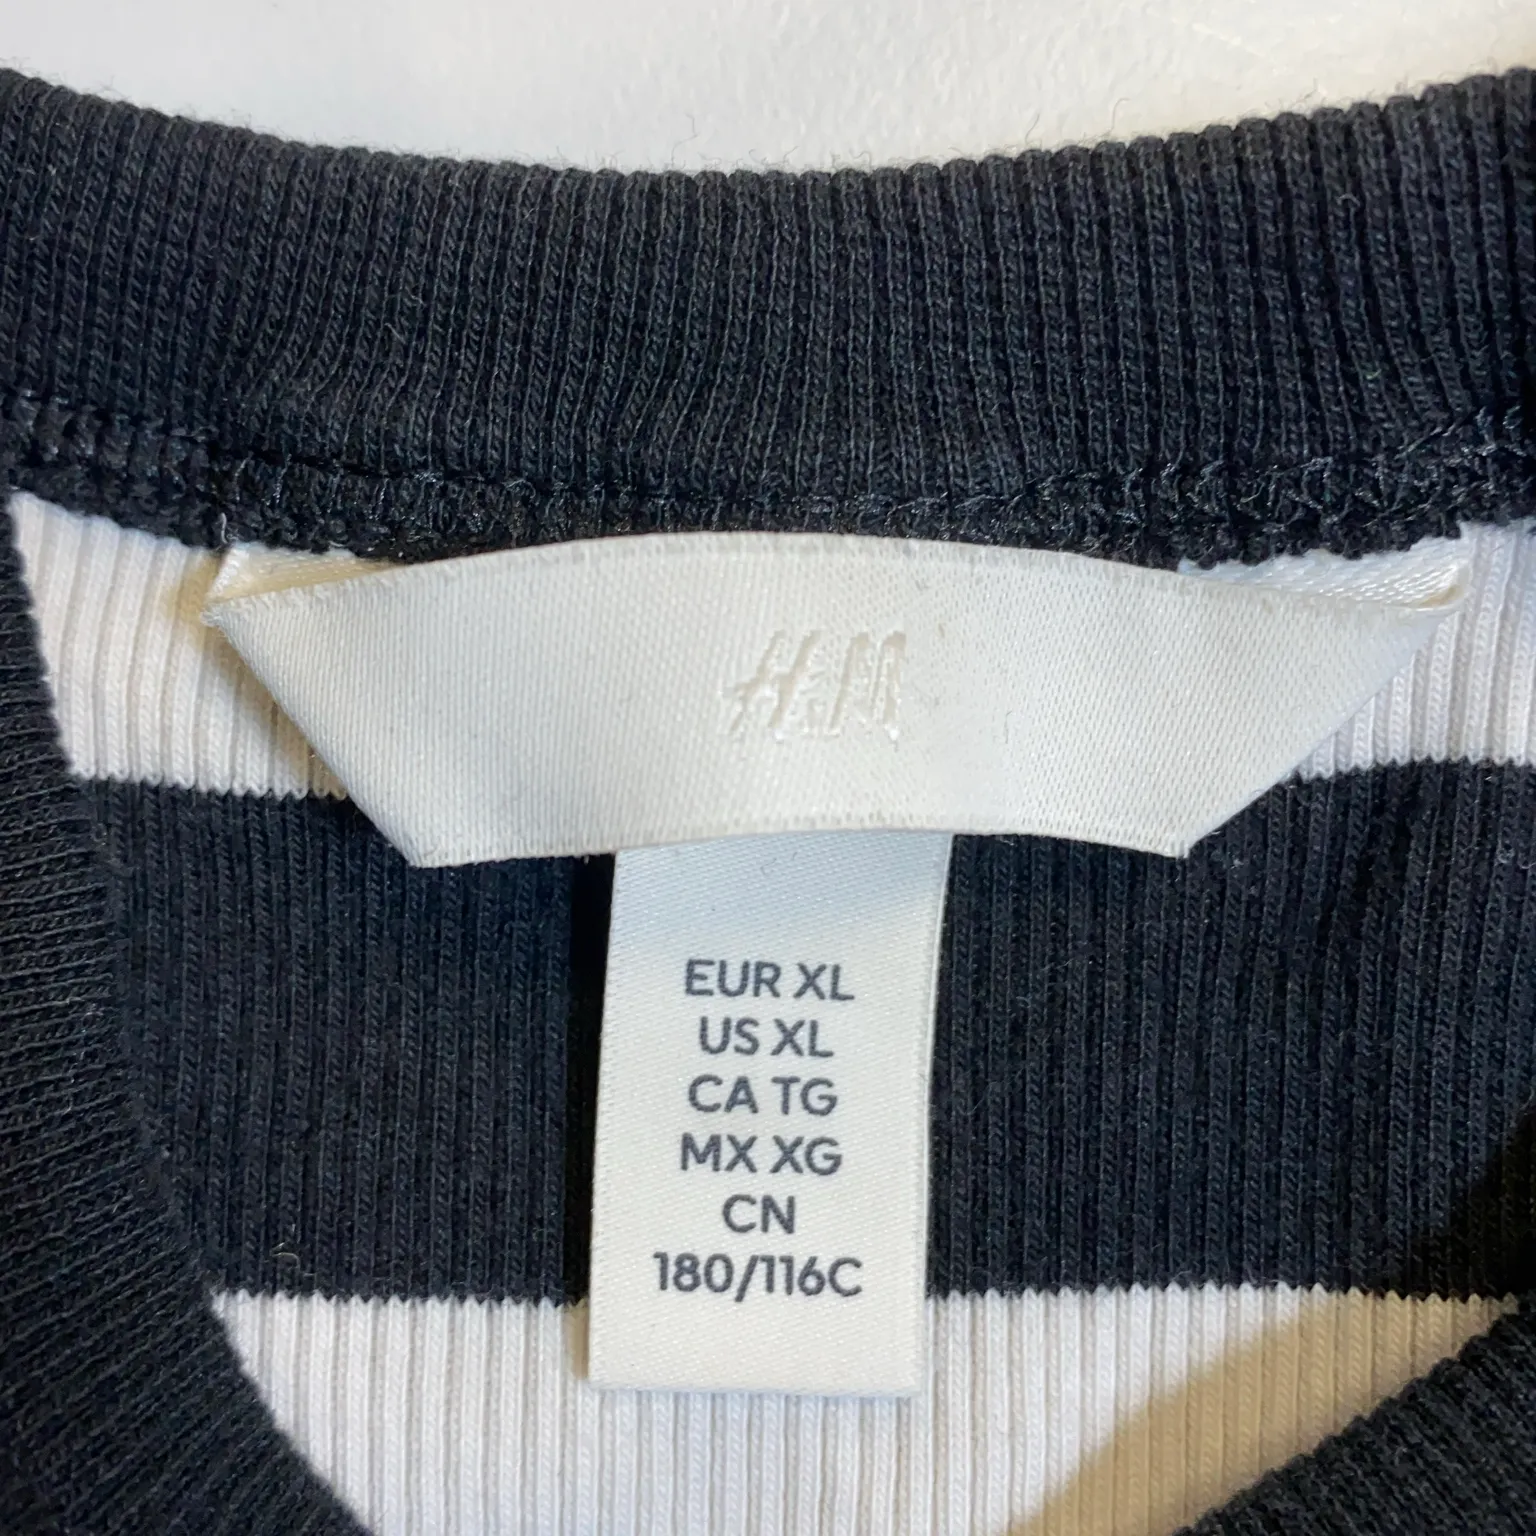 H&M
EUR XL
US XL
CA TG
MX XG
CN
180/116C